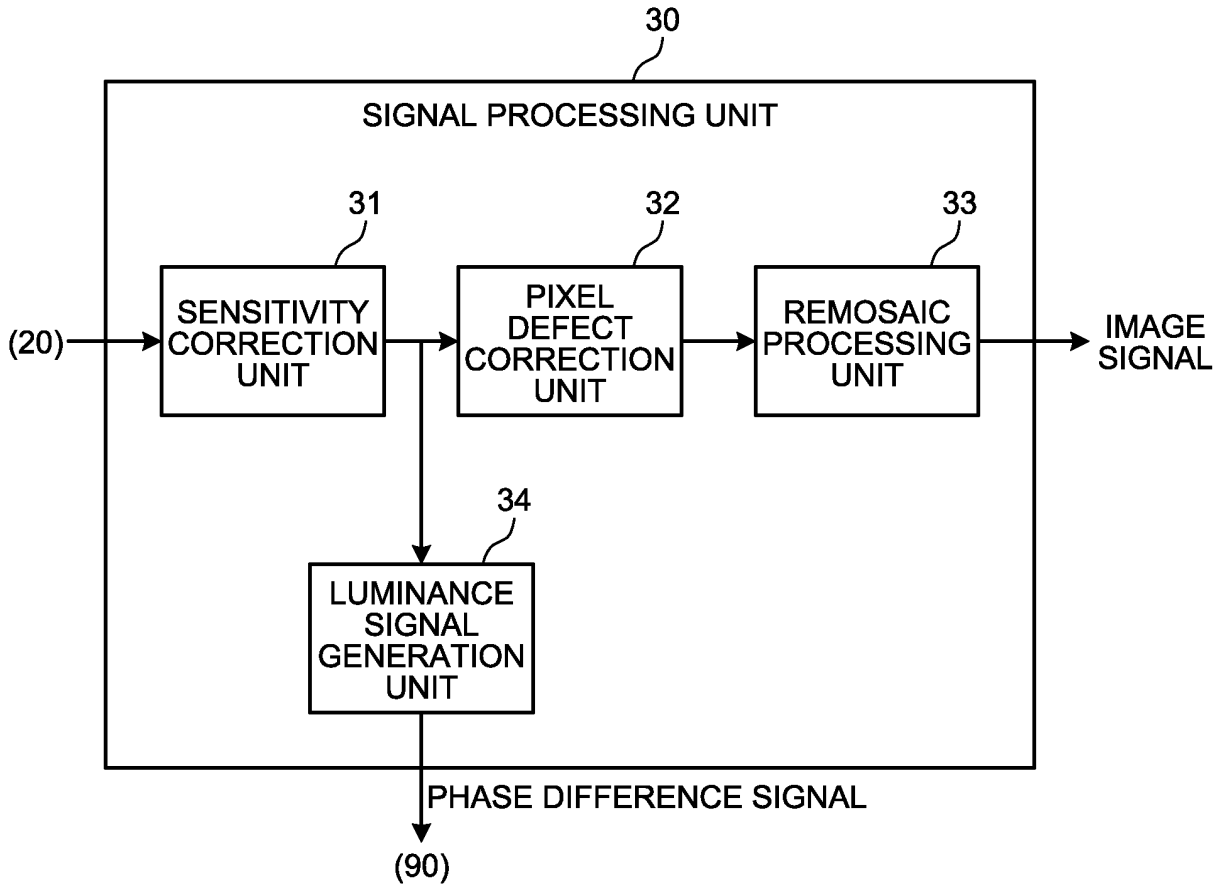 30
SIGNAL PROCESSING UNIT
31
32
33
(20)
SENSITIVITY
CORRECTION
UNIT
PIXEL
DEFECT
CORRECTION
UNIT
REMOSAIC
PROCESSING
UNIT
IMAGE
SIGNAL
34
LUMINANCE
SIGNAL
GENERATION
UNIT
PHASE DIFFERENCE SIGNAL
(90)